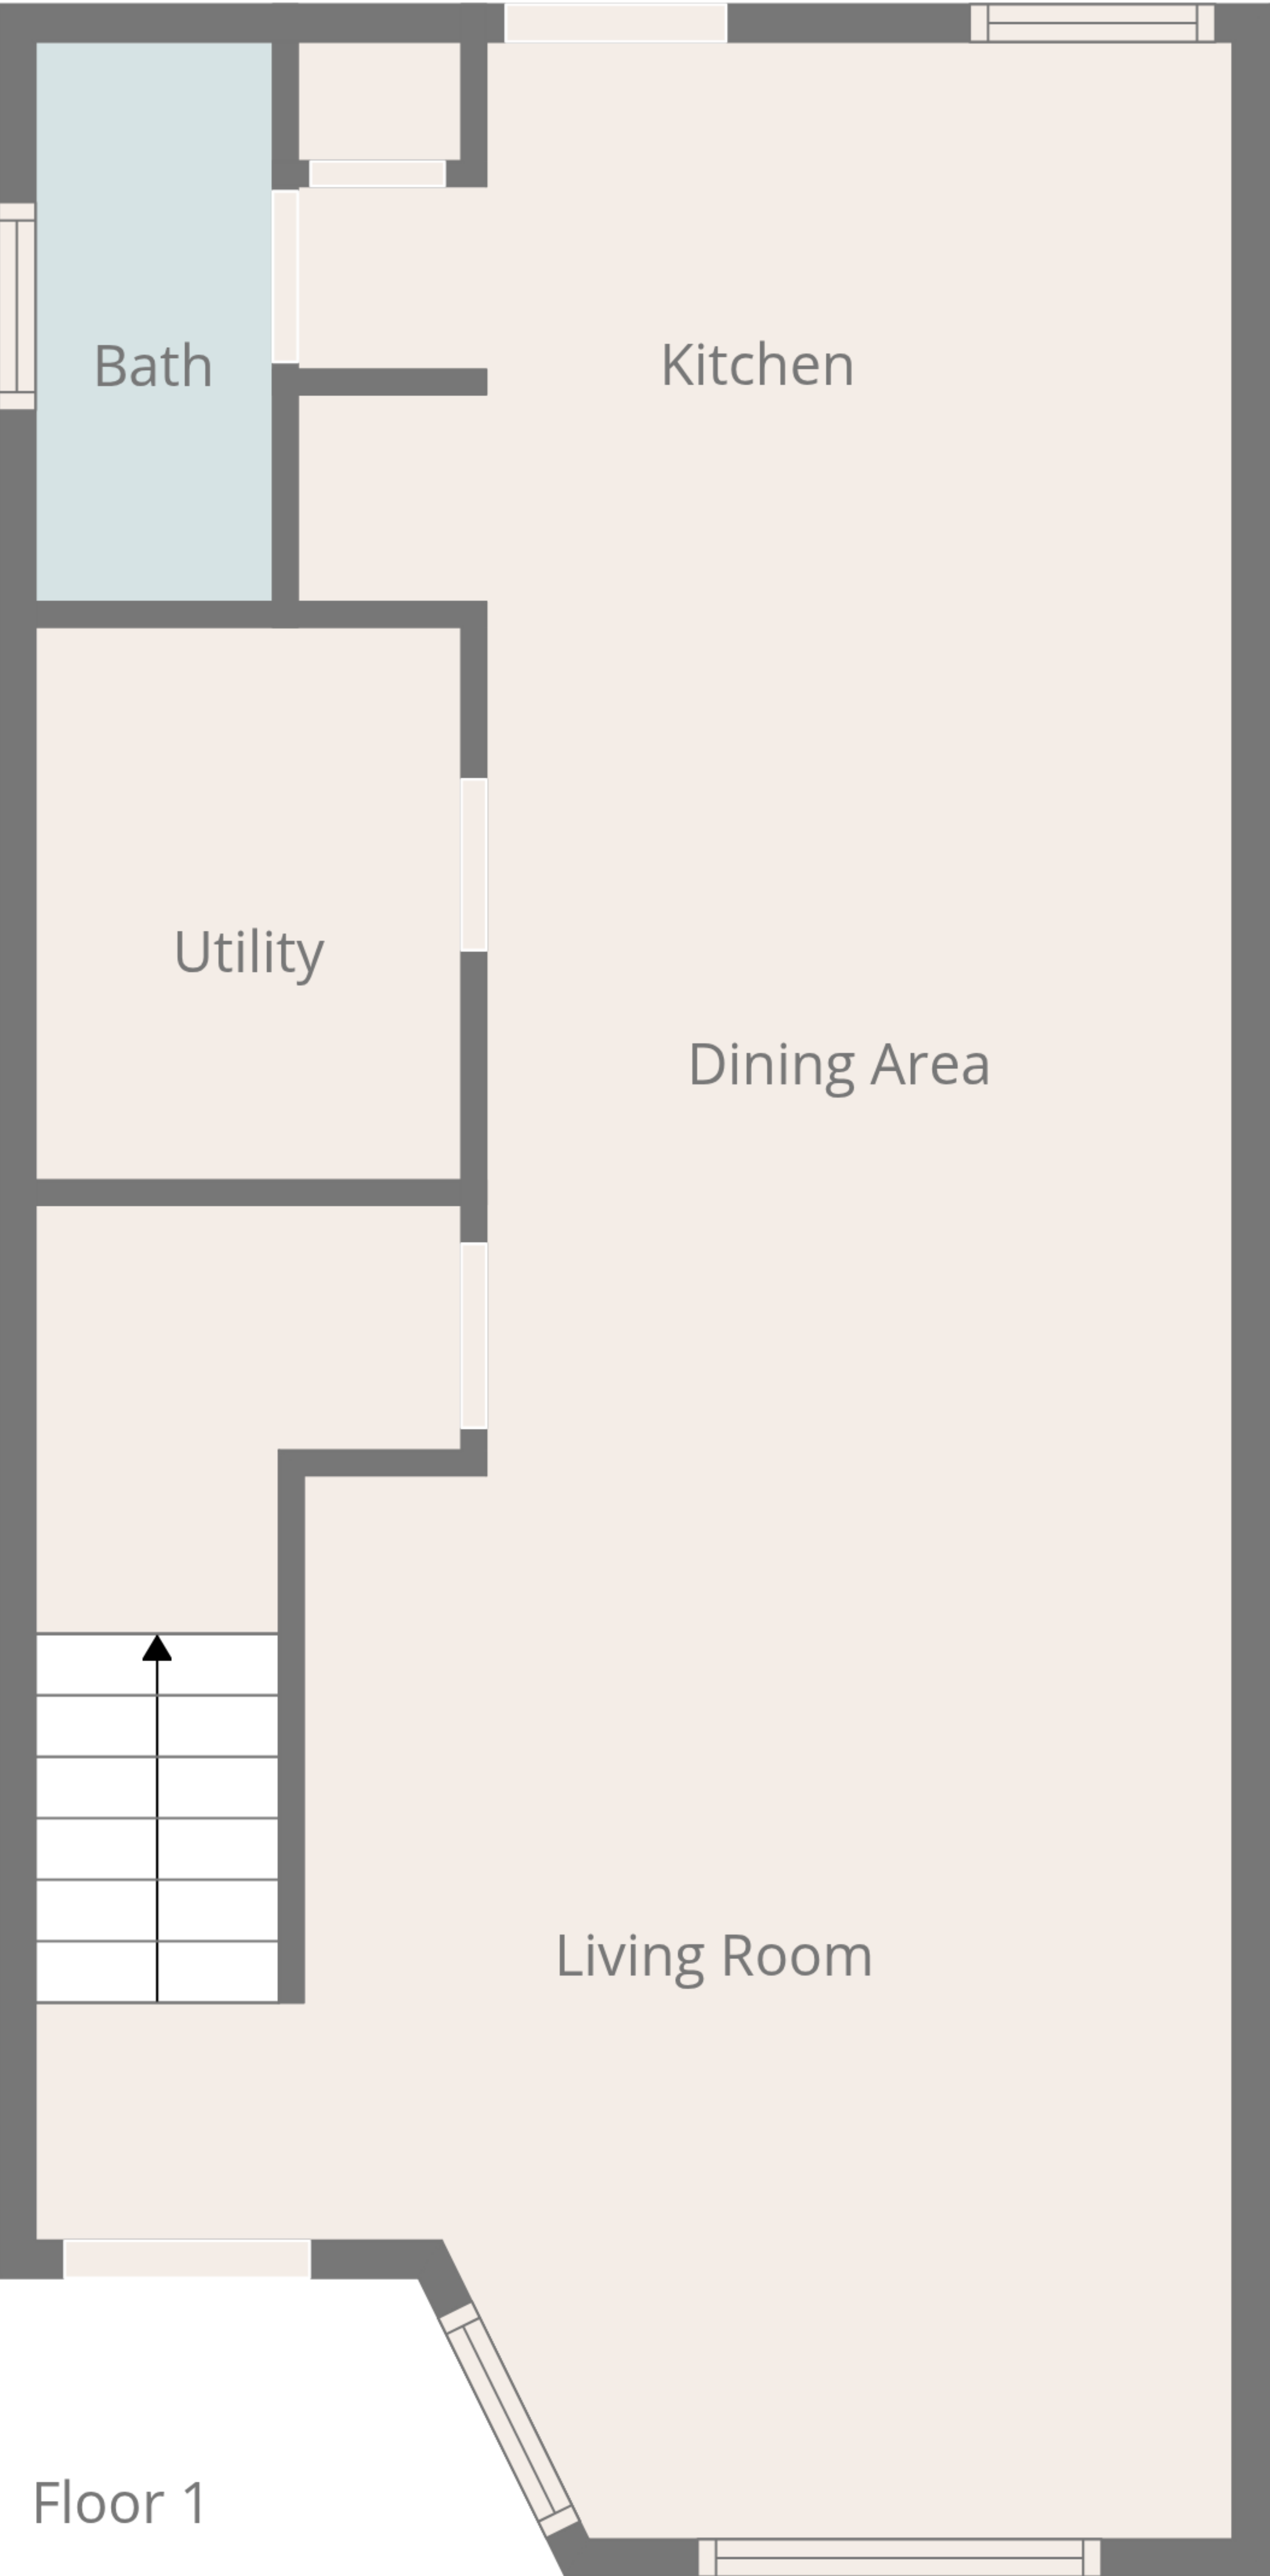 Bath
Kitchen
Utility
Dining Area
Living Room
Floor 1